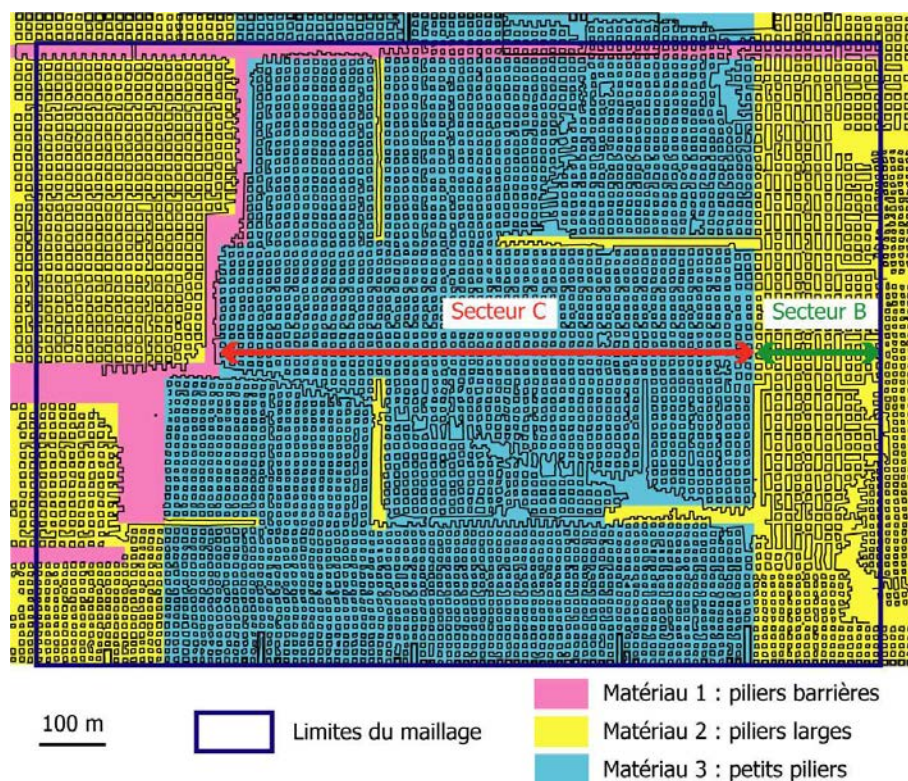 Secteur C
Secteur B
100 m
Limites du maillage
Matériau 1 : piliers barrières
Matériau 2 : piliers larges
Matériau 3 : petits piliers